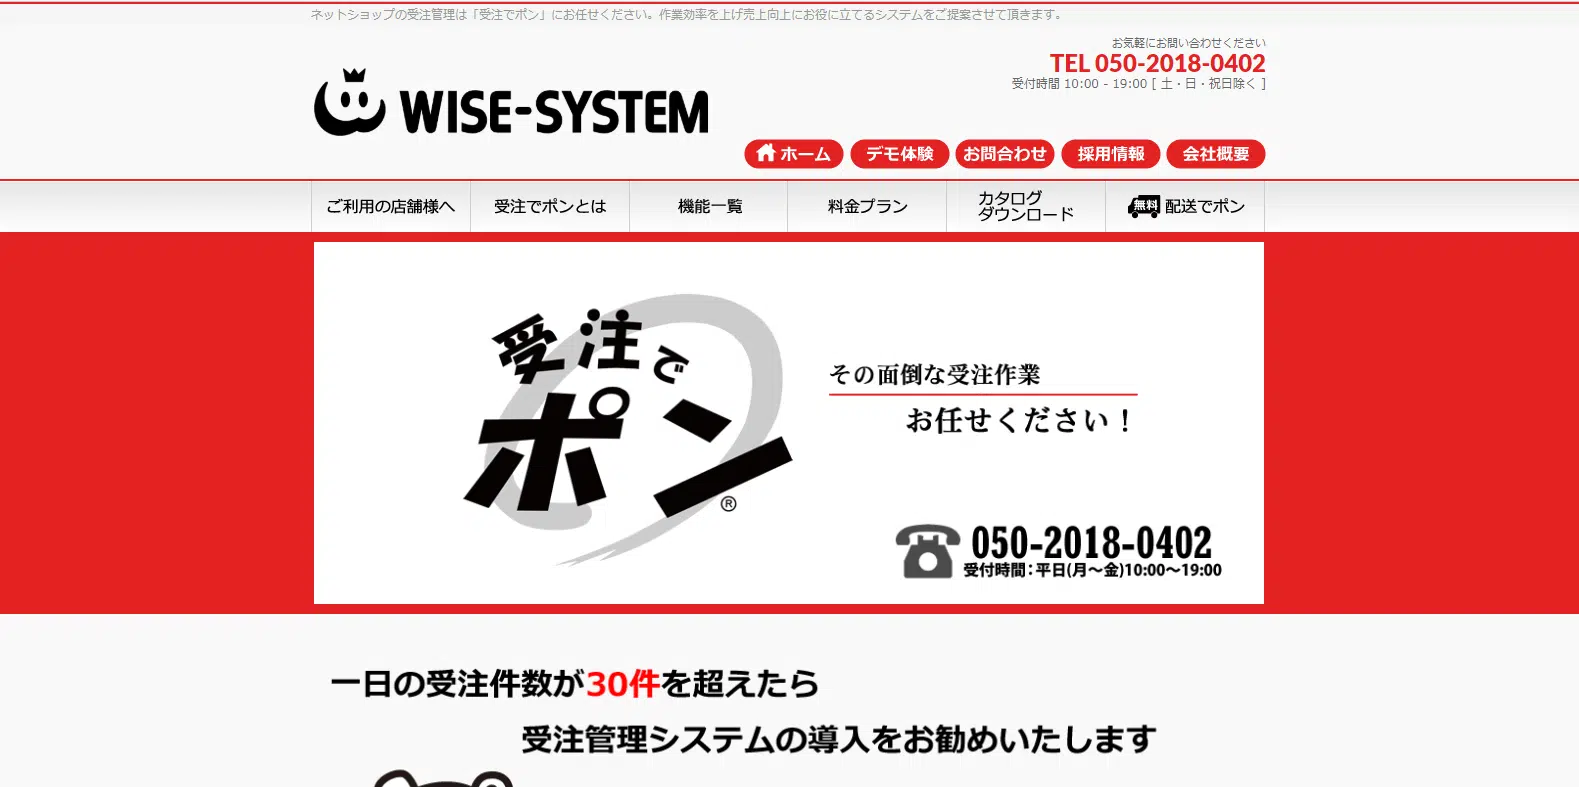 ネットショップの受注管理は「受注でポン」にお任せください。作業効率を上げ売上向上にお役に立てるシステムをご提案させて頂きます。
お気軽にお問い合わせください
TEL 050-2018-0402
受付時間 10:00 - 19:00 [ 土・日・祝日除く ]
WISE-SYSTEM
ホーム
デモ体験
お問合わせ
採用情報
会社概要
ご利用の店舗様へ
受注でポンとは
機能一覧
料金プラン
カタログ
ダウンロード
無料 配送でポン
受注で
ポン
®
その面倒な受注作業
お任せください！
050-2018-0402
受付時間：平日(月～金)10:00～19:00
一日の受注件数が30件を超えたら
受注管理システムの導入をお勧めいたします